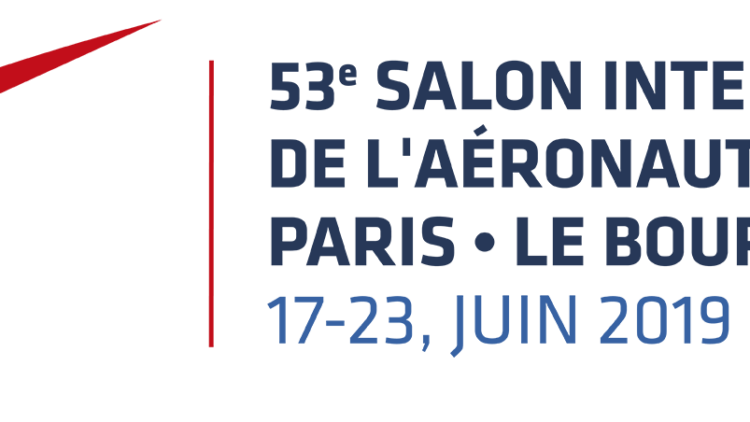 53e SALON INTE
DE L'AÉRONAUT
PARIS • LE BOUR
17-23, JUIN 2019